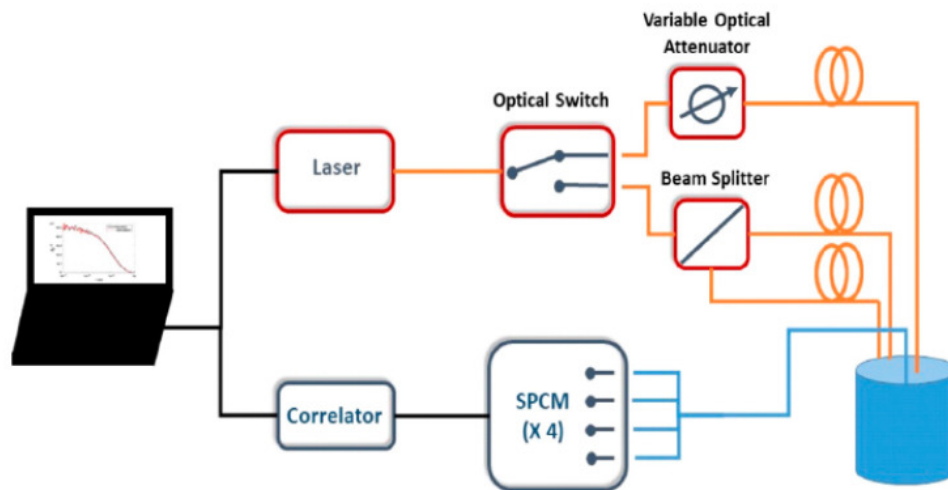 Variable Optical
Attenuator
Optical Switch
Laser
Beam Splitter
Correlator
SPCM
(X 4)